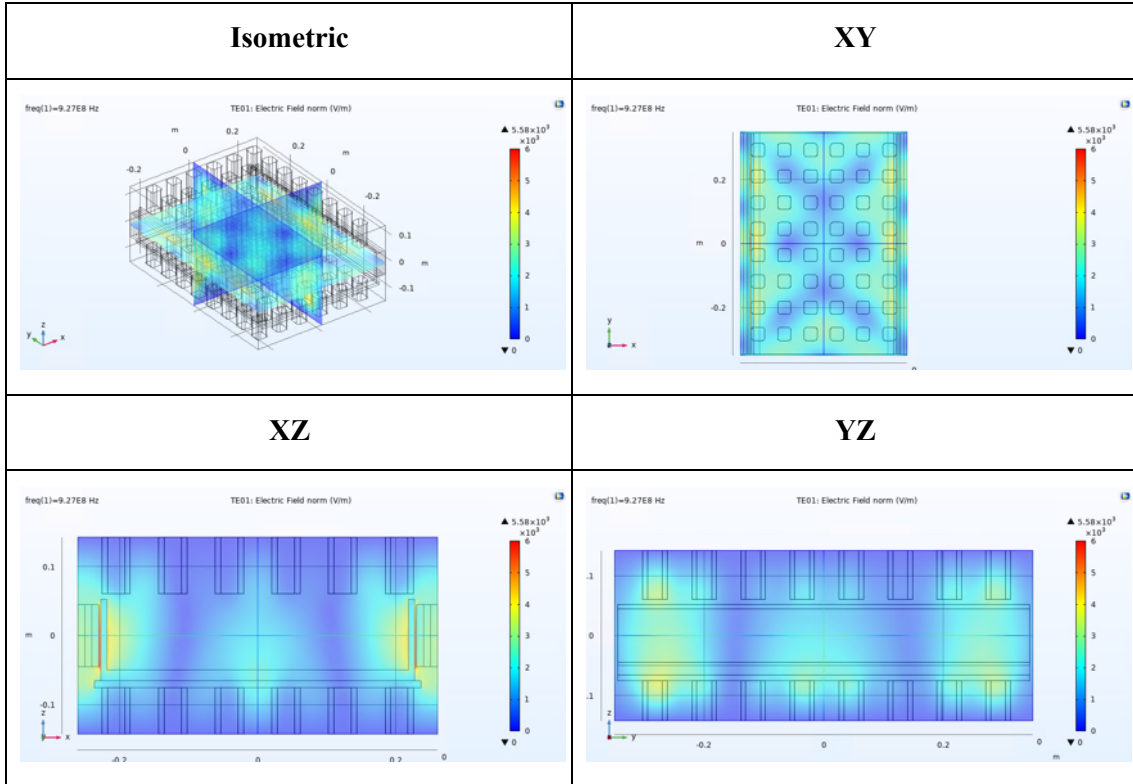 Isometric
XY
freq(1)=9.27E8 Hz
TE01: Electric Field norm (V/m)
m
0.2
0
m
-0.2
0.2
0
-0.2
0.1
0
m
-0.1
y
z
x
▲ 5.58×10³
×10³
6
5
4
3
2
1
0
▼ 0
freq(1)=9.27E8 Hz
TE01: Electric Field norm (V/m)
0.2
m
0
-0.2
y
z
x
0
▲ 5.58×10³
×10³
6
5
4
3
2
1
0
▼ 0
XZ
YZ
freq(1)=9.27E8 Hz
TE01: Electric Field norm (V/m)
0.1
m
0
-0.1
z
y
x
-0.2
0
0.2
0
▲ 5.58×10³
×10³
6
5
4
3
2
1
0
▼ 0
freq(1)=9.27E8 Hz
TE01: Electric Field norm (V/m)
.1
m
0
.1
z
x
y
-0.2
0
0.2
0
m
▲ 5.58×10³
×10³
6
5
4
3
2
1
0
▼ 0